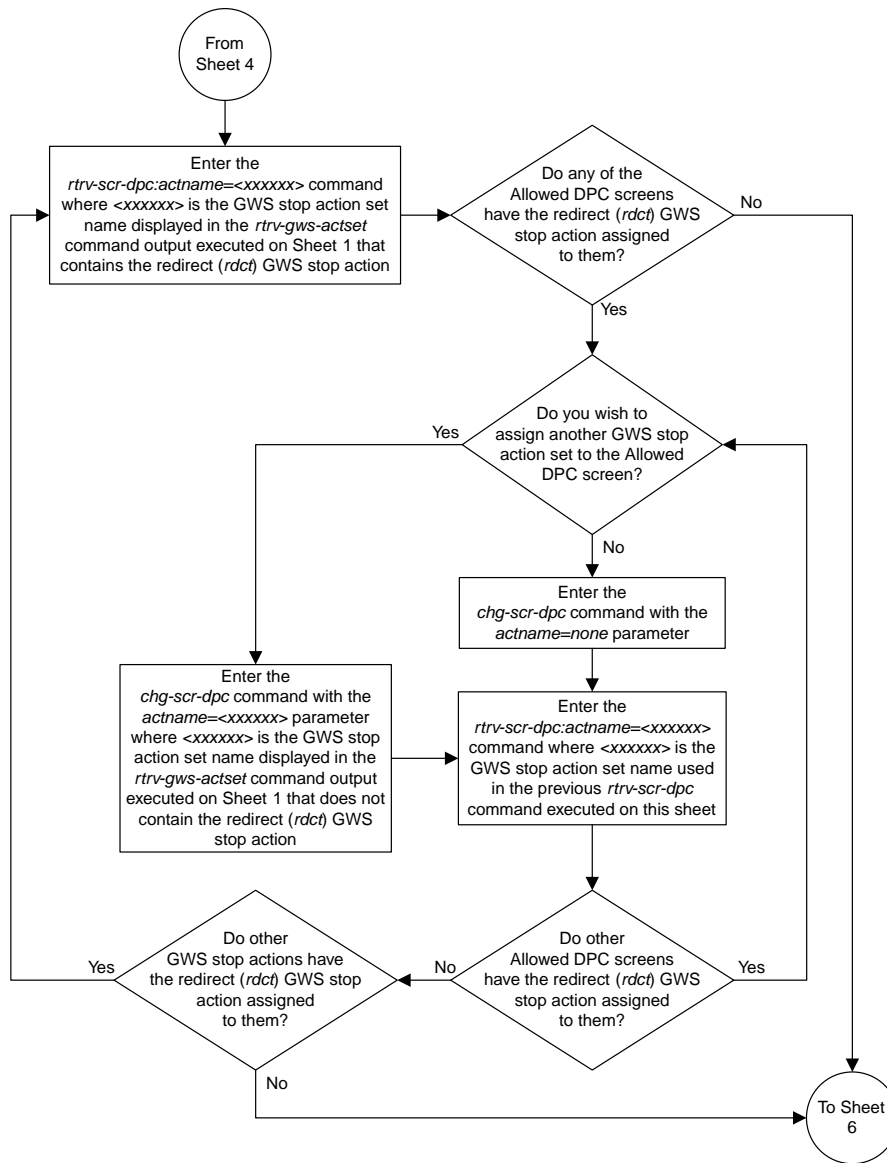 From
Sheet 4
Enter the
rtrv-scr-dpc:actname=<xxxxxx> command
where <xxxxxx> is the GWS stop action set
name displayed in the rtrv-gws-actset
command output executed on Sheet 1 that
contains the redirect (rdct) GWS stop action
Do any of the
Allowed DPC screens
have the redirect (rdct) GWS
stop action assigned
to them?
No
Yes
Do you wish to
assign another GWS stop
action set to the Allowed
DPC screen?
Yes
No
Enter the
chg-scr-dpc command with the
actname=none parameter
Enter the
chg-scr-dpc command with the
actname=<xxxxxx> parameter
where <xxxxxx> is the GWS stop
action set name displayed in the
rtrv-gws-actset command output
executed on Sheet 1 that does not
contain the redirect (rdct) GWS
stop action
Enter the
rtrv-scr-dpc:actname=<xxxxxx>
command where <xxxxxx> is the
GWS stop action set name used
in the previous rtrv-scr-dpc
command executed on this sheet
Do other
Allowed DPC screens
have the redirect (rdct) GWS
stop action assigned
to them?
Yes
No
Do other
GWS stop actions have
the redirect (rdct) GWS stop
action assigned
to them?
Yes
No
To Sheet
6